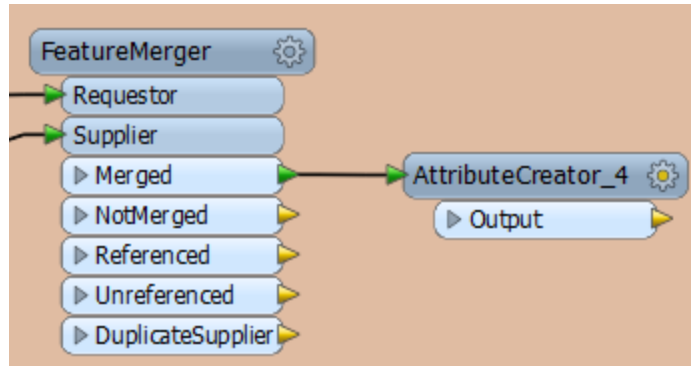 FeatureMerger
Requestor
Supplier
Merged
NotMerged
Referenced
Unreferenced
DuplicateSupplier
AttributeCreator_4
Output